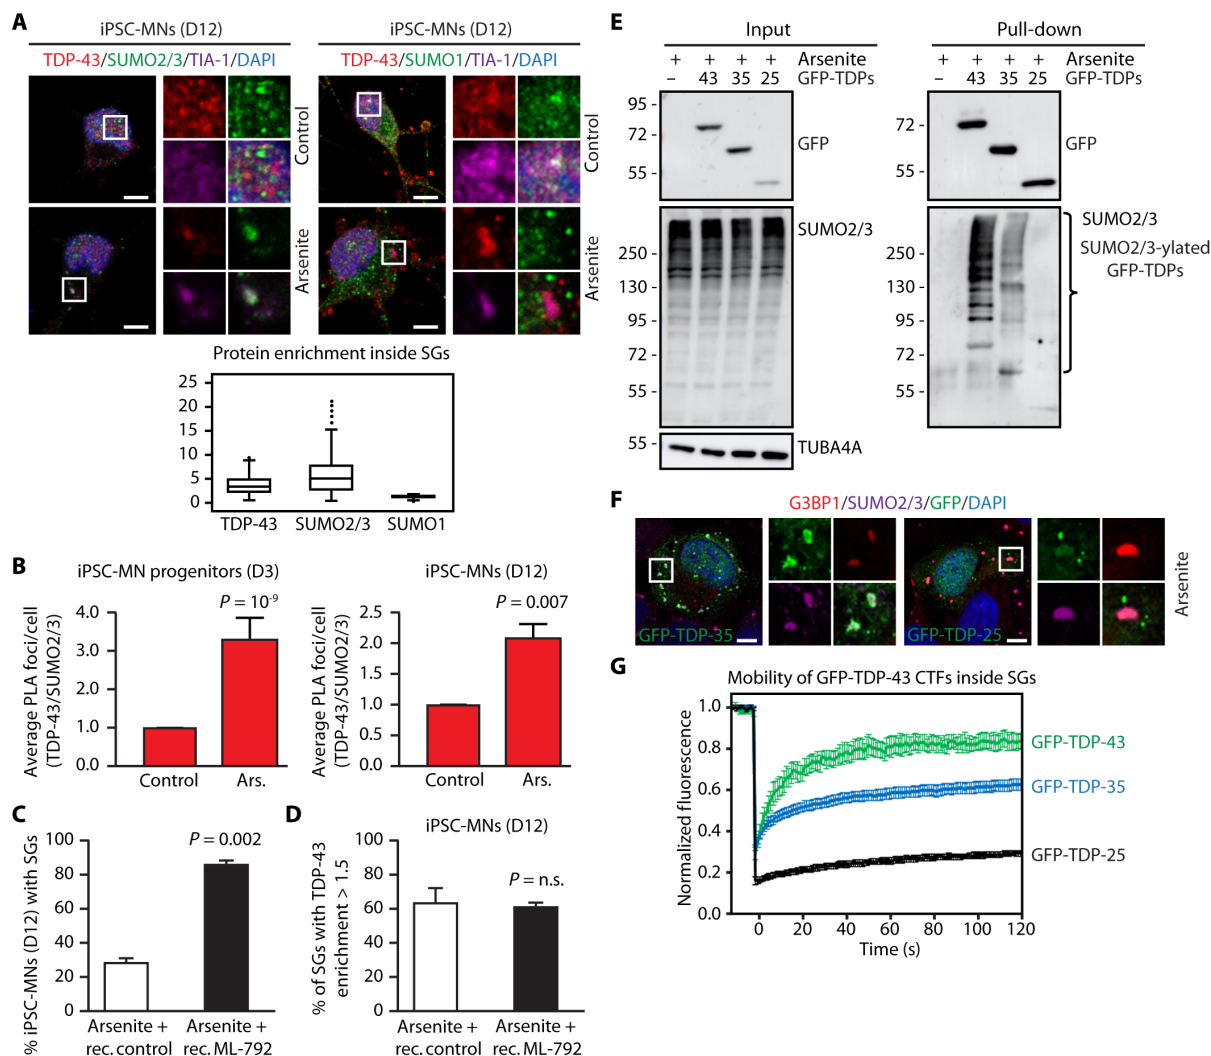 A
iPSC-MNs (D12)
iPSC-MNs (D12)
TDP-43/SUMO2/3/TIA-1/DAPI
TDP-43/SUMO1/TIA-1/DAPI
Control
Control
Arsenite
Arsenite
Protein enrichment inside SGs
25
20
15
10
5
0
TDP-43
SUMO2/3
SUMO1
B
iPSC-MN progenitors (D3)
Average PLA foci/cell
(TDP-43/SUMO2/3)
4.0
3.0
2.0
1.0
0.0
P = 10⁻⁹
Control
Ars.
iPSC-MNs (D12)
Average PLA foci/cell
(TDP-43/SUMO2/3)
2.5
2.0
1.5
1.0
0.5
0.0
P = 0.007
Control
Ars.
C
% iPSC-MNs (D12) with SGs
100
80
60
40
20
0
P = 0.002
Arsenite +
rec. control
Arsenite +
rec. ML-792
D
iPSC-MNs (D12)
% of SGs with TDP-43
enrichment > 1.5
100
80
60
40
20
0
P = n.s.
Arsenite +
rec. control
Arsenite +
rec. ML-792
E
Input
Pull-down
+ + + + Arsenite
– 43 35 25 GFP-TDPs
+ + + + Arsenite
– 43 35 25 GFP-TDPs
95 -
72 -
55 -
GFP
72 -
55 -
GFP
250 -
130 -
95 -
72 -
55 -
SUMO2/3
250 -
130 -
95 -
72 -
55 -
SUMO2/3
SUMO2/3-ylated
GFP-TDPs
55 -
TUBA4A
F
G3BP1/SUMO2/3/GFP/DAPI
GFP-TDP-35
GFP-TDP-25
Arsenite
G
Mobility of GFP-TDP-43 CTFs inside SGs
Normalized fluorescence
1.0
0.8
0.6
0.4
0.2
0.0
0
20
40
60
80
100
120
Time (s)
GFP-TDP-43
GFP-TDP-35
GFP-TDP-25